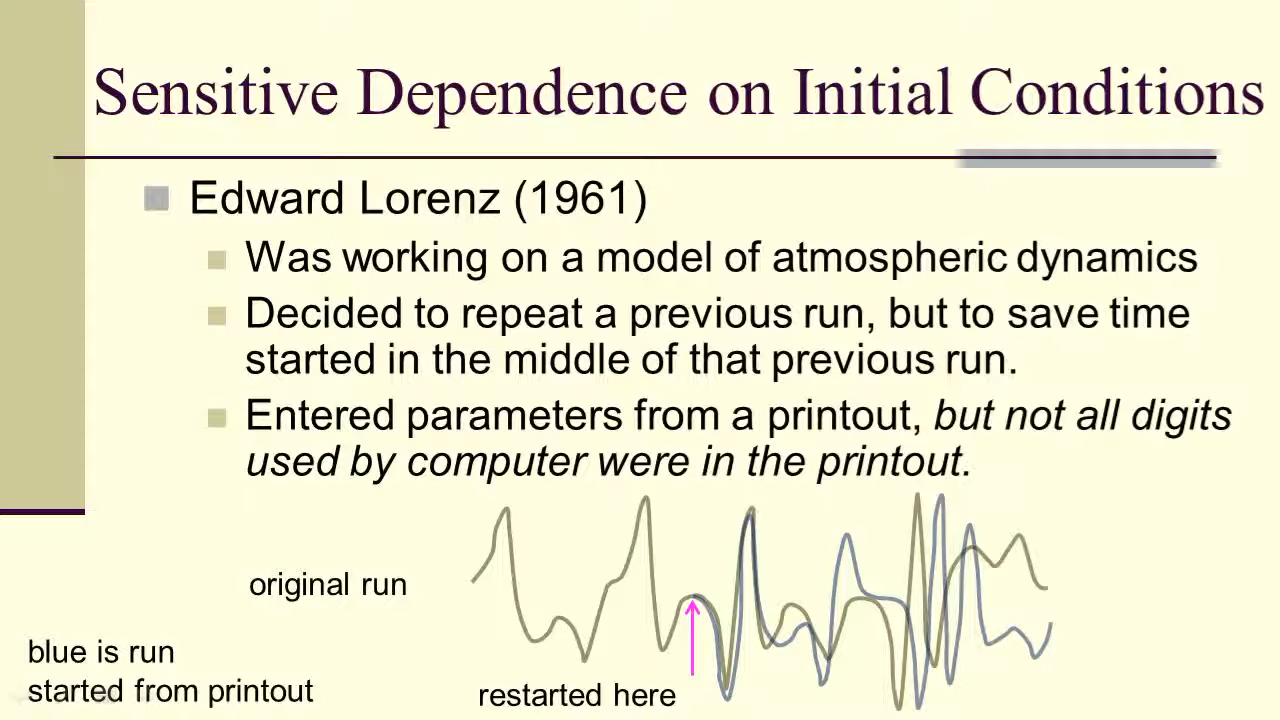 Sensitive Dependence on Initial Conditions
Edward Lorenz (1961)
Was working on a model of atmospheric dynamics
Decided to repeat a previous run, but to save time
started in the middle of that previous run.
Entered parameters from a printout, but not all digits
used by computer were in the printout.
original run
blue is run
started from printout
restarted here